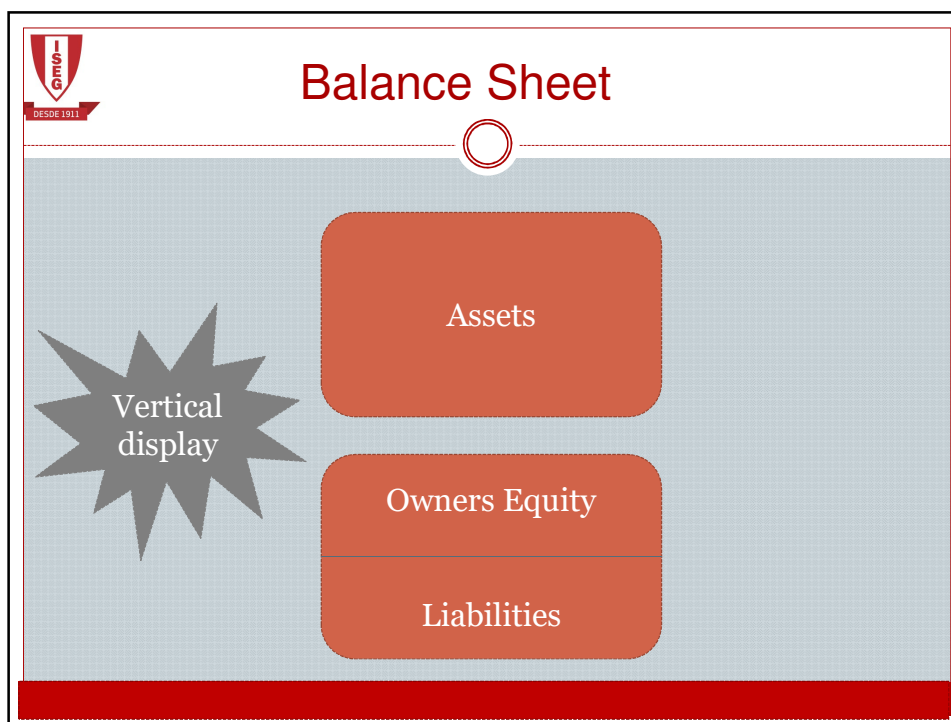 ISEG
DESDE 1911
Balance Sheet
Assets
Vertical
display
Owners Equity
Liabilities